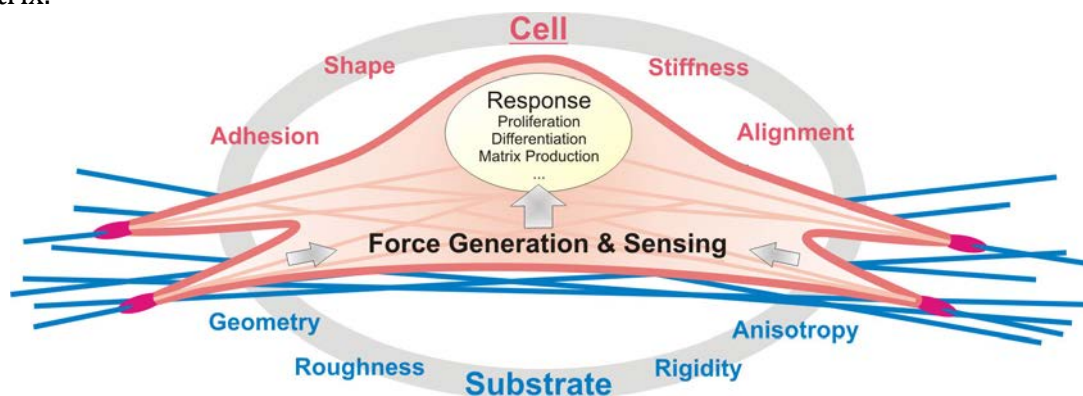 Cell
Shape
Stiffness
Response
Proliferation
Differentiation
Matrix Production
...
Adhesion
Alignment
Force Generation & Sensing
Geometry
Anisotropy
Roughness
Rigidity
Substrate